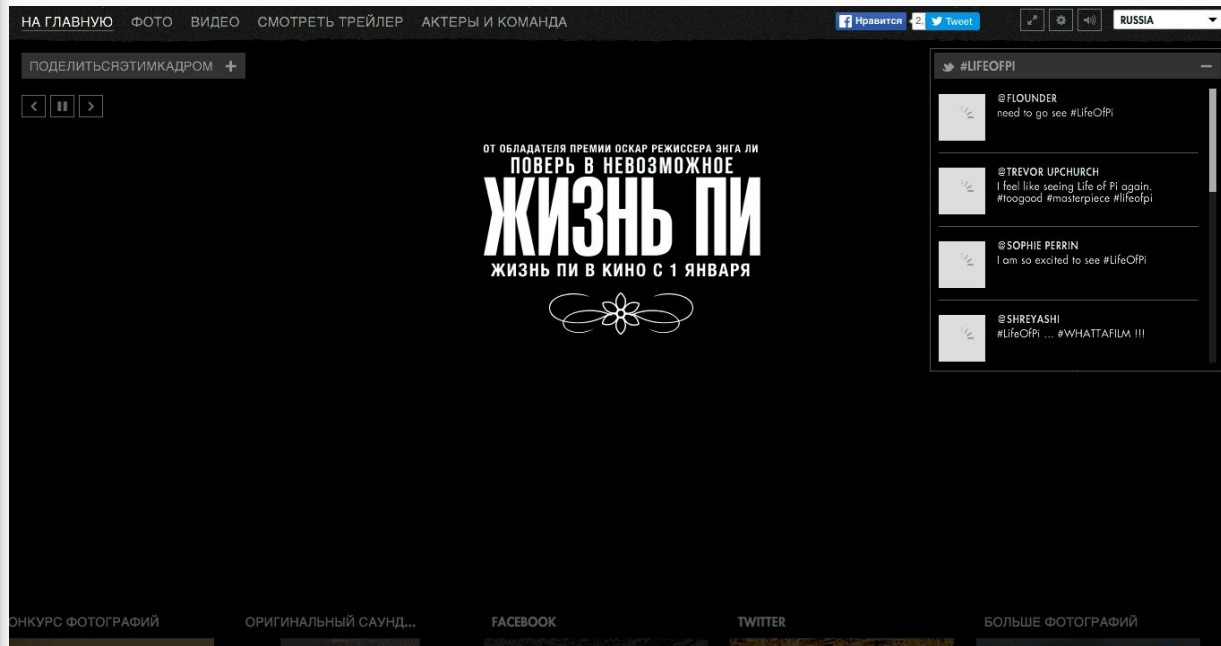 НА ГЛАВНУЮ ФОТО ВИДЕО СМОТРЕТЬ ТРЕЙЛЕР АКТЕРЫ И КОМАНДА
Нравится 2, Tweet RUSSIA
ПОДЕЛИТЬСЯЭТИМКАДРОМ +
ОТ ОБЛАДАТЕЛЯ ПРЕМИИ ОСКАР РЕЖИССЕРА ЭНГА ЛИ
ПОВЕРЬ В НЕВОЗМОЖНОЕ
ЖИЗНЬ ПИ
ЖИЗНЬ ПИ В КИНО С 1 ЯНВАРЯ
#LIFEOFPI
@FLOUNDER
need to go see #LifeOfPi
@TREVOR UPCHURCH
I feel like seeing Life of Pi again.
#toogood #masterpiece #lifeofpi
@SOPHIE PERRIN
I am so excited to see #LifeOfPi
@SHREYASHI
#LifeOfPi ... #WHATTAFILM !!!
ОНКУРС ФОТОГРАФИЙ ОРИГИНАЛЬНЫЙ САУНД... FACEBOOK TWITTER БОЛЬШЕ ФОТОГРАФИЙ